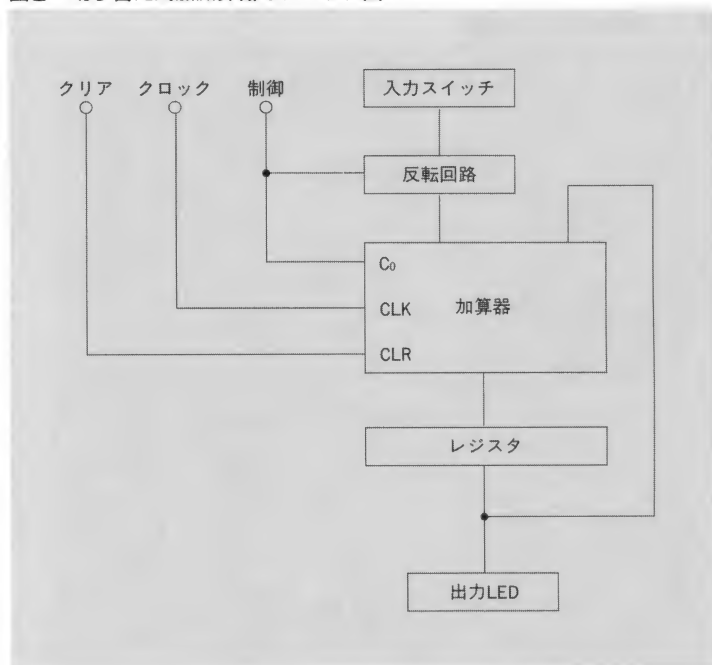 クリア クロック 制御
入力スイッチ
反転回路
C₀
CLK 加算器
CLR
レジスタ
出力LED